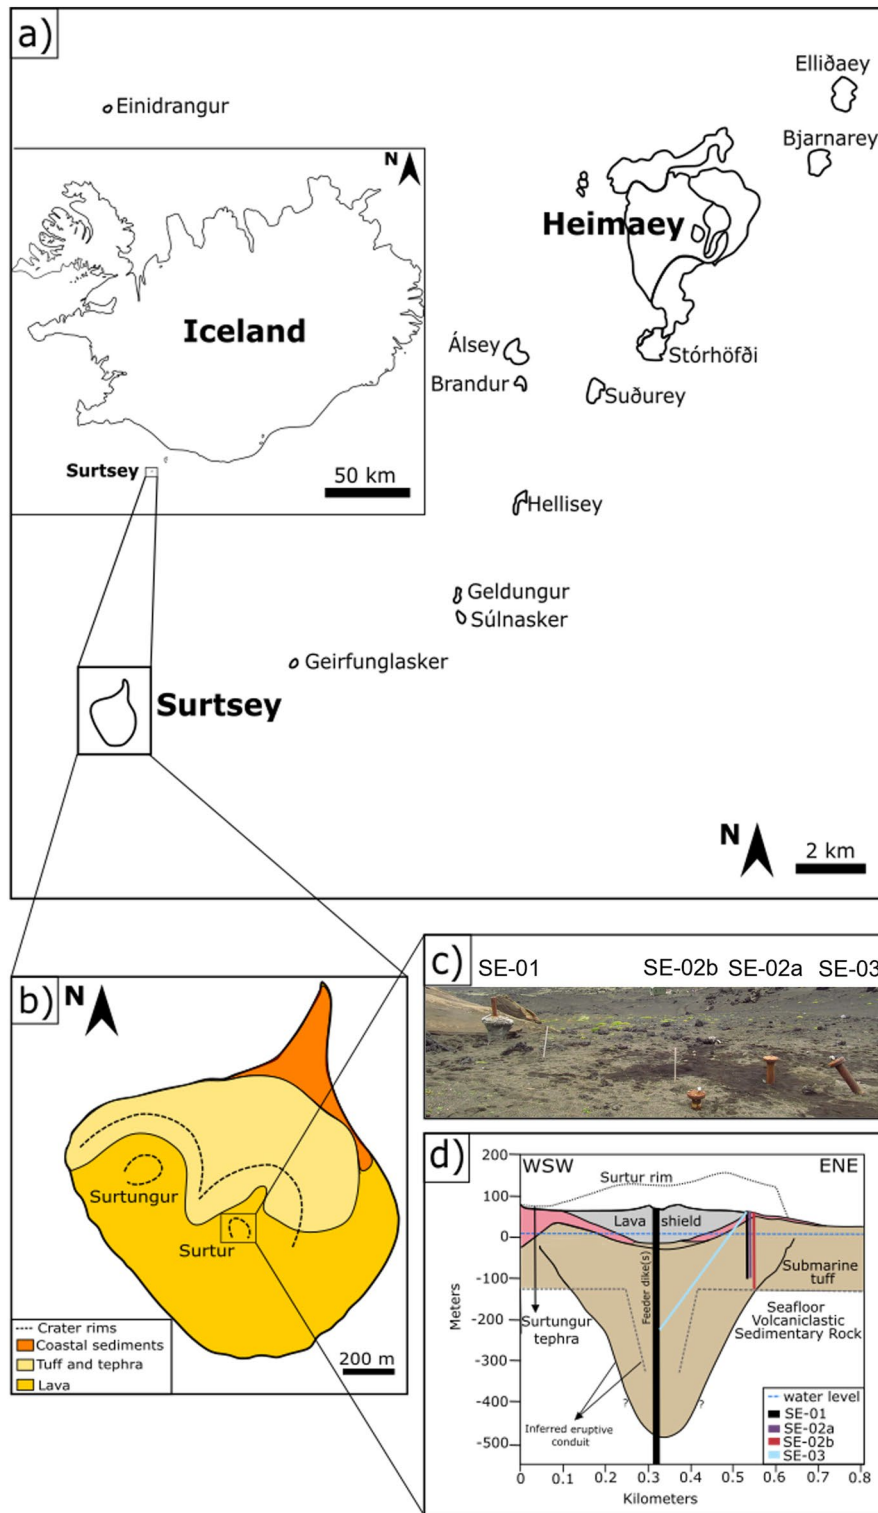 a)
Elliðaey
Einidrangur
Bjarnarey
N
Heimaey
Iceland
Álsey
Stórhöfði
Brandur
Suðurey
Surtsey
50 km
Hellisey
Geldungur
Súlnasker
Geirfunglasker
Surtsey
N
2 km
b)
N
Surtungur
Surtur
Crater rims
Coastal sediments
Tuff and tephra
Lava
200 m
c)
SE-01 SE-02b SE-02a SE-03
d)
WSW
ENE
Surtur rim
Lava shield
Feeder dike(s)
Submarine
tuff
Surtungur
tephra
Seafloor
Volcaniclastic
Sedimentary Rock
Inferred eruptive
conduit
?
?
water level
SE-01
SE-02a
SE-02b
SE-03
Meters
200
100
0
-100
-200
-300
-400
-500
0 0.1 0.2 0.3 0.4 0.5 0.6 0.7 0.8
Kilometers